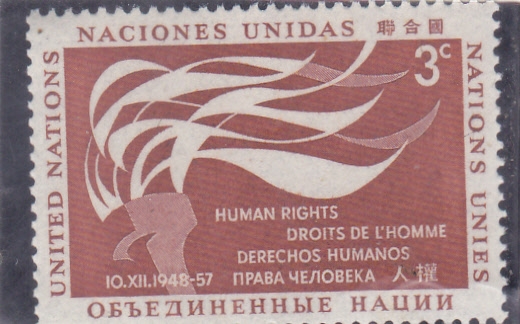 NACIONES UNIDAS 聯合國
UNITED NATIONS
NATIONS UNIES
3c
HUMAN RIGHTS
DROITS DE L'HOMME
DERECHOS HUMANOS
10.XII.1948-57 ПРАВА ЧЕЛОВЕКА 人權
ОБЪЕДИНЕННЫЕ НАЦИИ